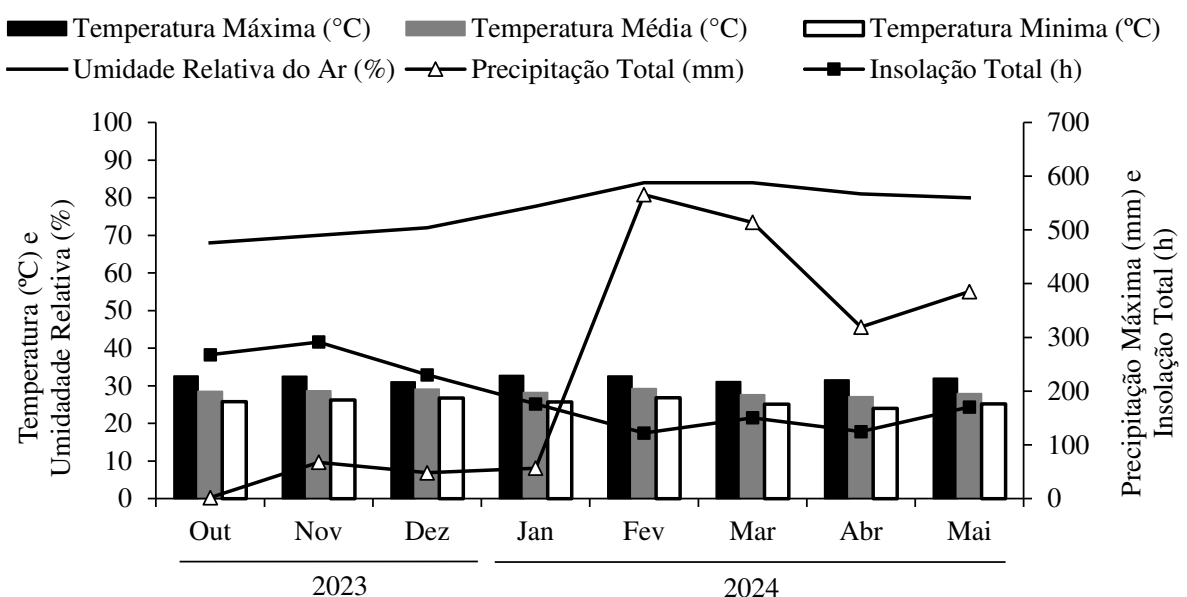 Temperatura Máxima (°C) Temperatura Média (°C) Temperatura Minima (ºC)
Umidade Relativa do Ar (%) Precipitação Total (mm) Insolação Total (h)
Temperatura (ºC) e
Umidadade Relativa (%)
100
90
80
70
60
50
40
30
20
10
0
700
600
500
400
300
200
100
0
Precipitação Máxima (mm) e
Insolação Total (h)
Out Nov Dez Jan Fev Mar Abr Mai
2023 2024